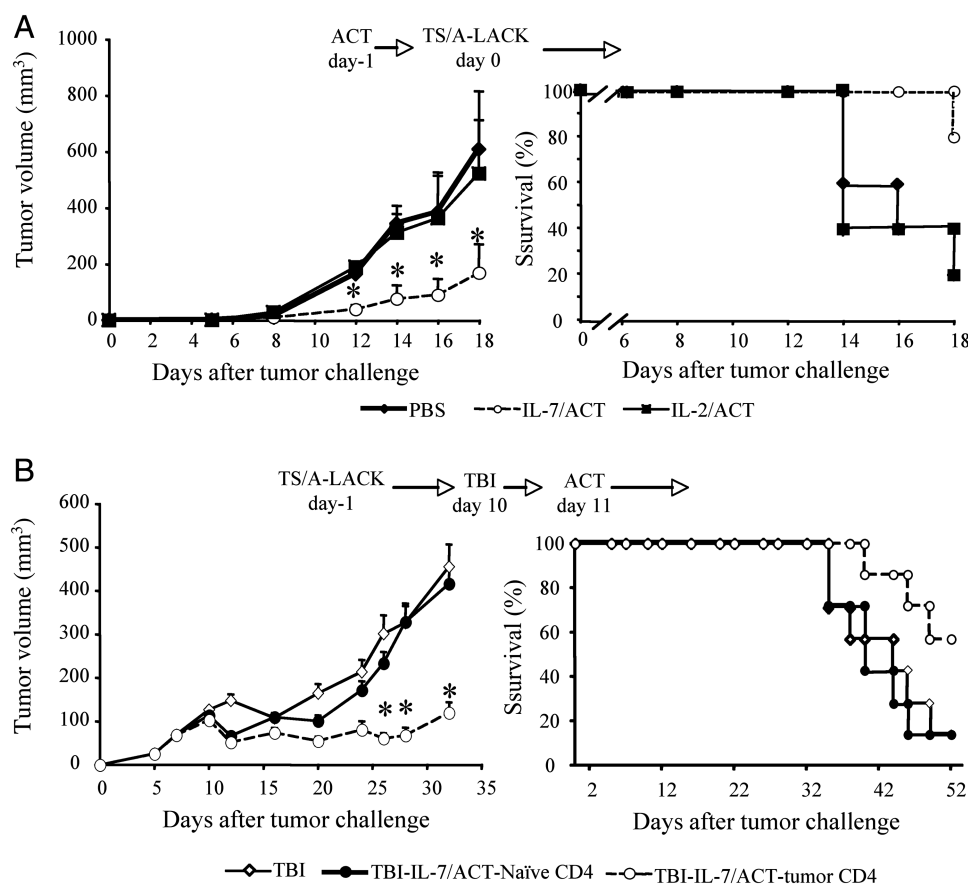 A
ACT
day-1
TS/A-LACK
day 0
Tumor volume (mm³)
1000
800
600
400
200
0
0 2 4 6 8 10 12 14 16 18
Days after tumor challenge
* * * *
Ssurvival (%)
100
80
60
40
20
0
0 6 8 10 12 14 16 18
Days after tumor challenge
PBS IL-7/ACT IL-2/ACT
B
TS/A-LACK
day-1
TBI
day 10
ACT
day 11
Tumor volume (mm³)
600
500
400
300
200
100
0
0 5 10 15 20 25 30 35
Days after tumor challenge
* * *
Ssurvival (%)
100
80
60
40
20
0
2 12 22 32 42 52
Days after tumor challenge
TBI TBI-IL-7/ACT-Naïve CD4 TBI-IL-7/ACT-tumor CD4